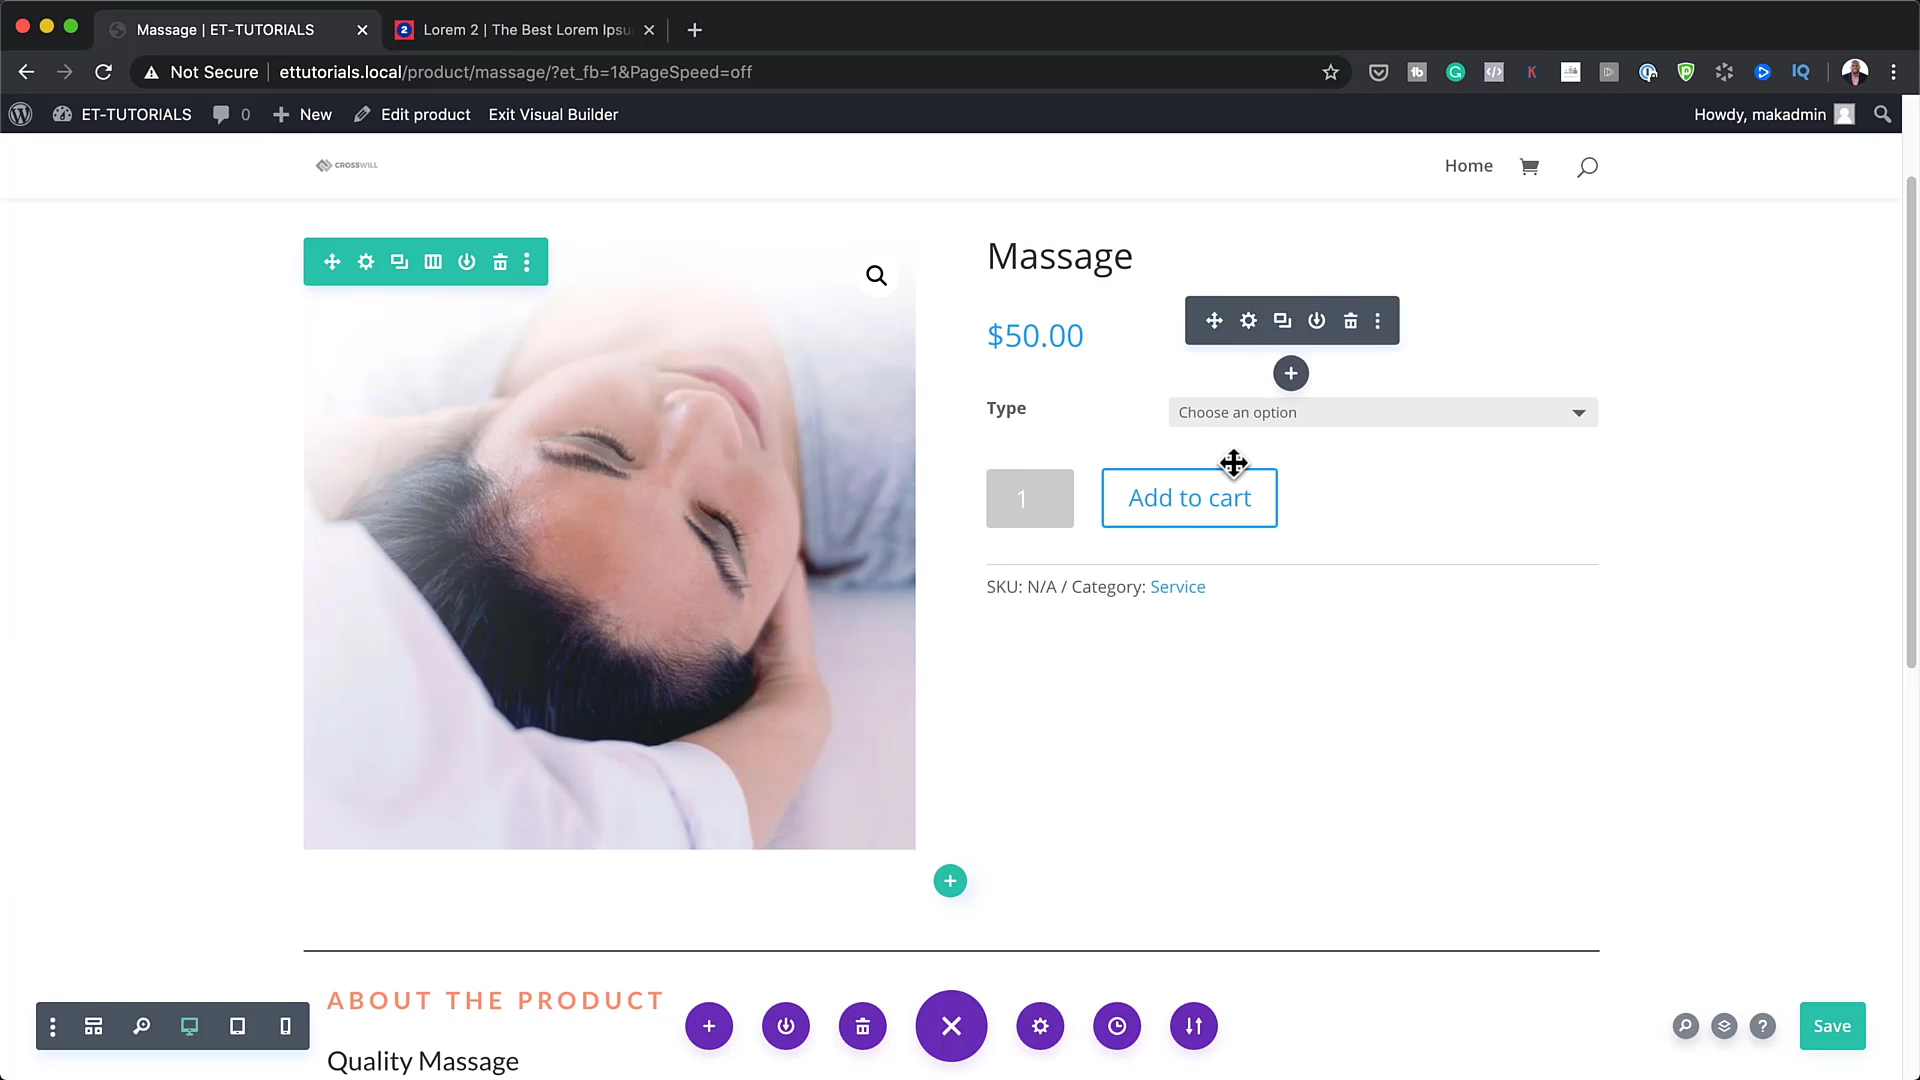 Massage | ET-TUTORIALS
Lorem 2 | The Best Lorem Ipsu
Not Secure
ettutorials.local/product/massage/?et_fb=1&PageSpeed=off
ET-TUTORIALS
0
New
Edit product
Exit Visual Builder
Howdy, makadmin
CROSSWILL
Home
Massage
$50.00
Type
Choose an option
1
Add to cart
SKU: N/A / Category: Service
ABOUT THE PRODUCT
Quality Massage
Save